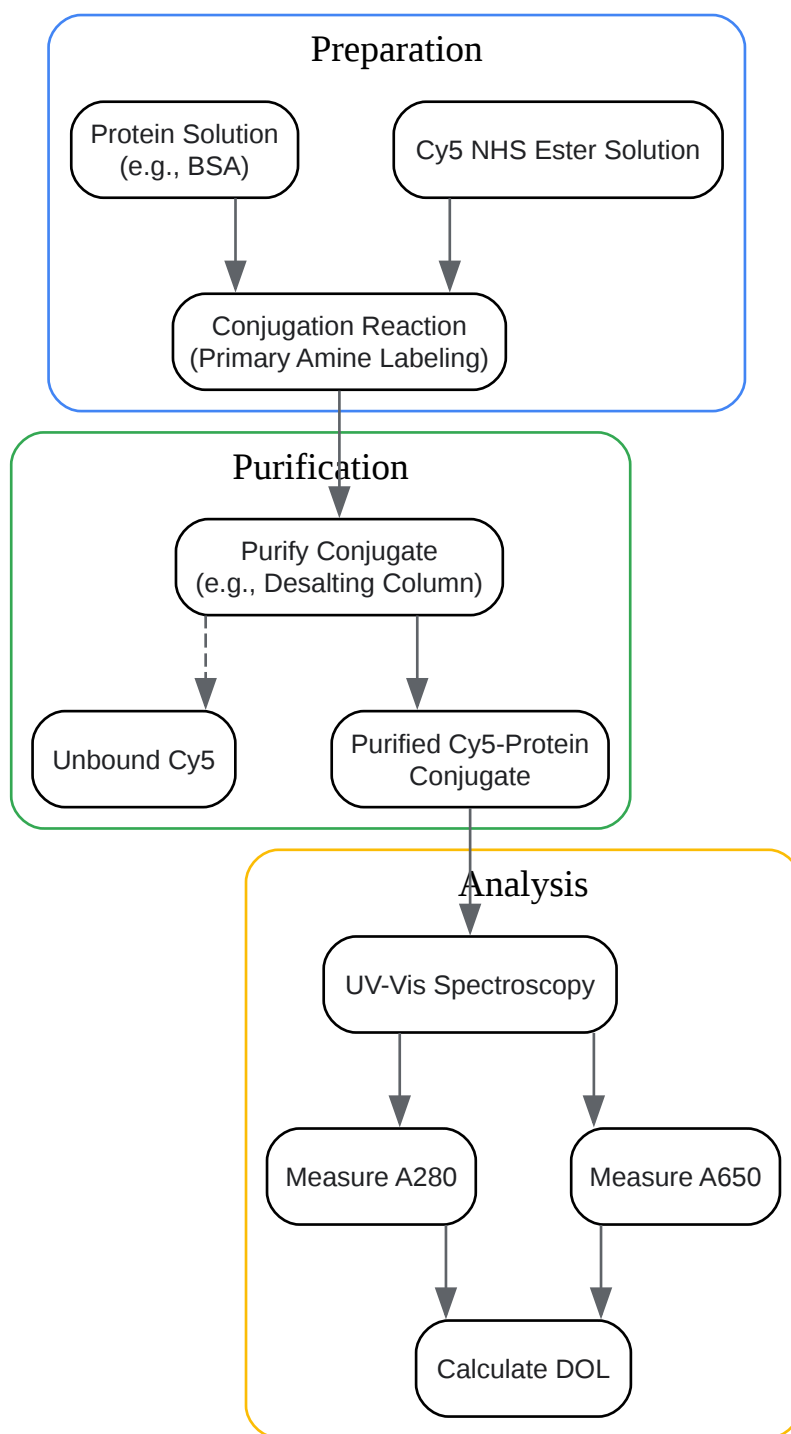 Preparation
Protein Solution
(e.g., BSA)
Cy5 NHS Ester Solution
Conjugation Reaction
(Primary Amine Labeling)
Purification
Purify Conjugate
(e.g., Desalting Column)
Unbound Cy5
Purified Cy5-Protein
Conjugate
Analysis
UV-Vis Spectroscopy
Measure A280
Measure A650
Calculate DOL